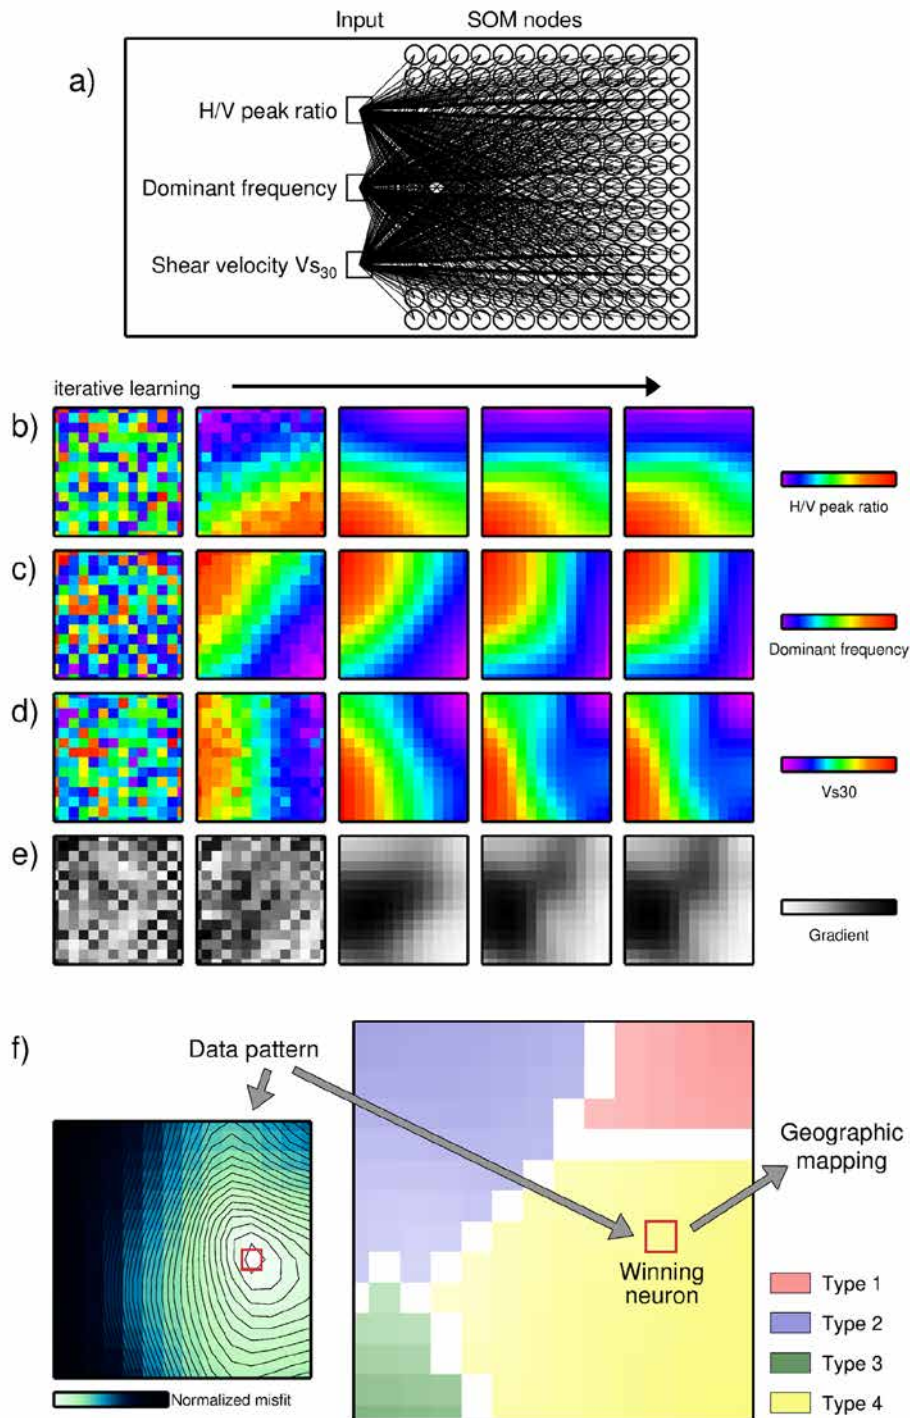 Input
SOM nodes
a)
H/V peak ratio
Dominant frequency
Shear velocity Vs30
iterative learning
b)
H/V peak ratio
c)
Dominant frequency
d)
Vs30
e)
Gradient
f)
Data pattern
Geographic
mapping
Winning
neuron
Type 1
Type 2
Type 3
Type 4
Normalized misfit